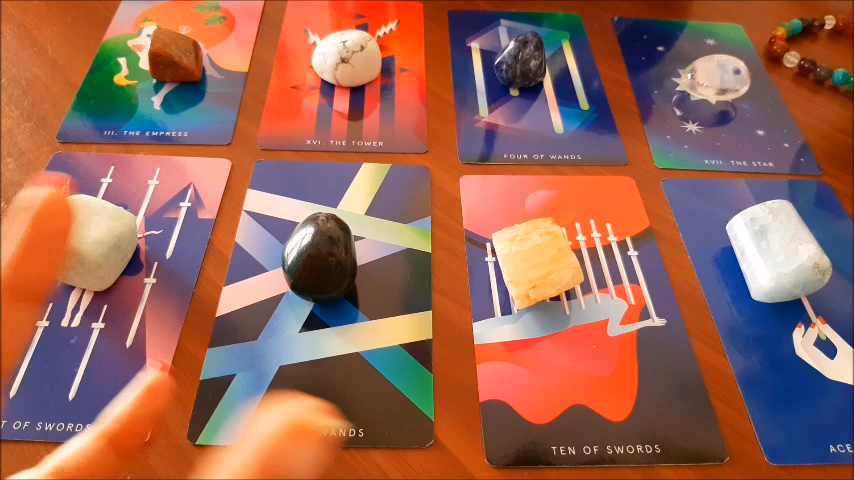 III. THE EMPRESS
XVI. THE TOWER
FOUR OF WANDS
XVII. THE STAR
T OF SWORDS
WANDS
TEN OF SWORDS
ACE